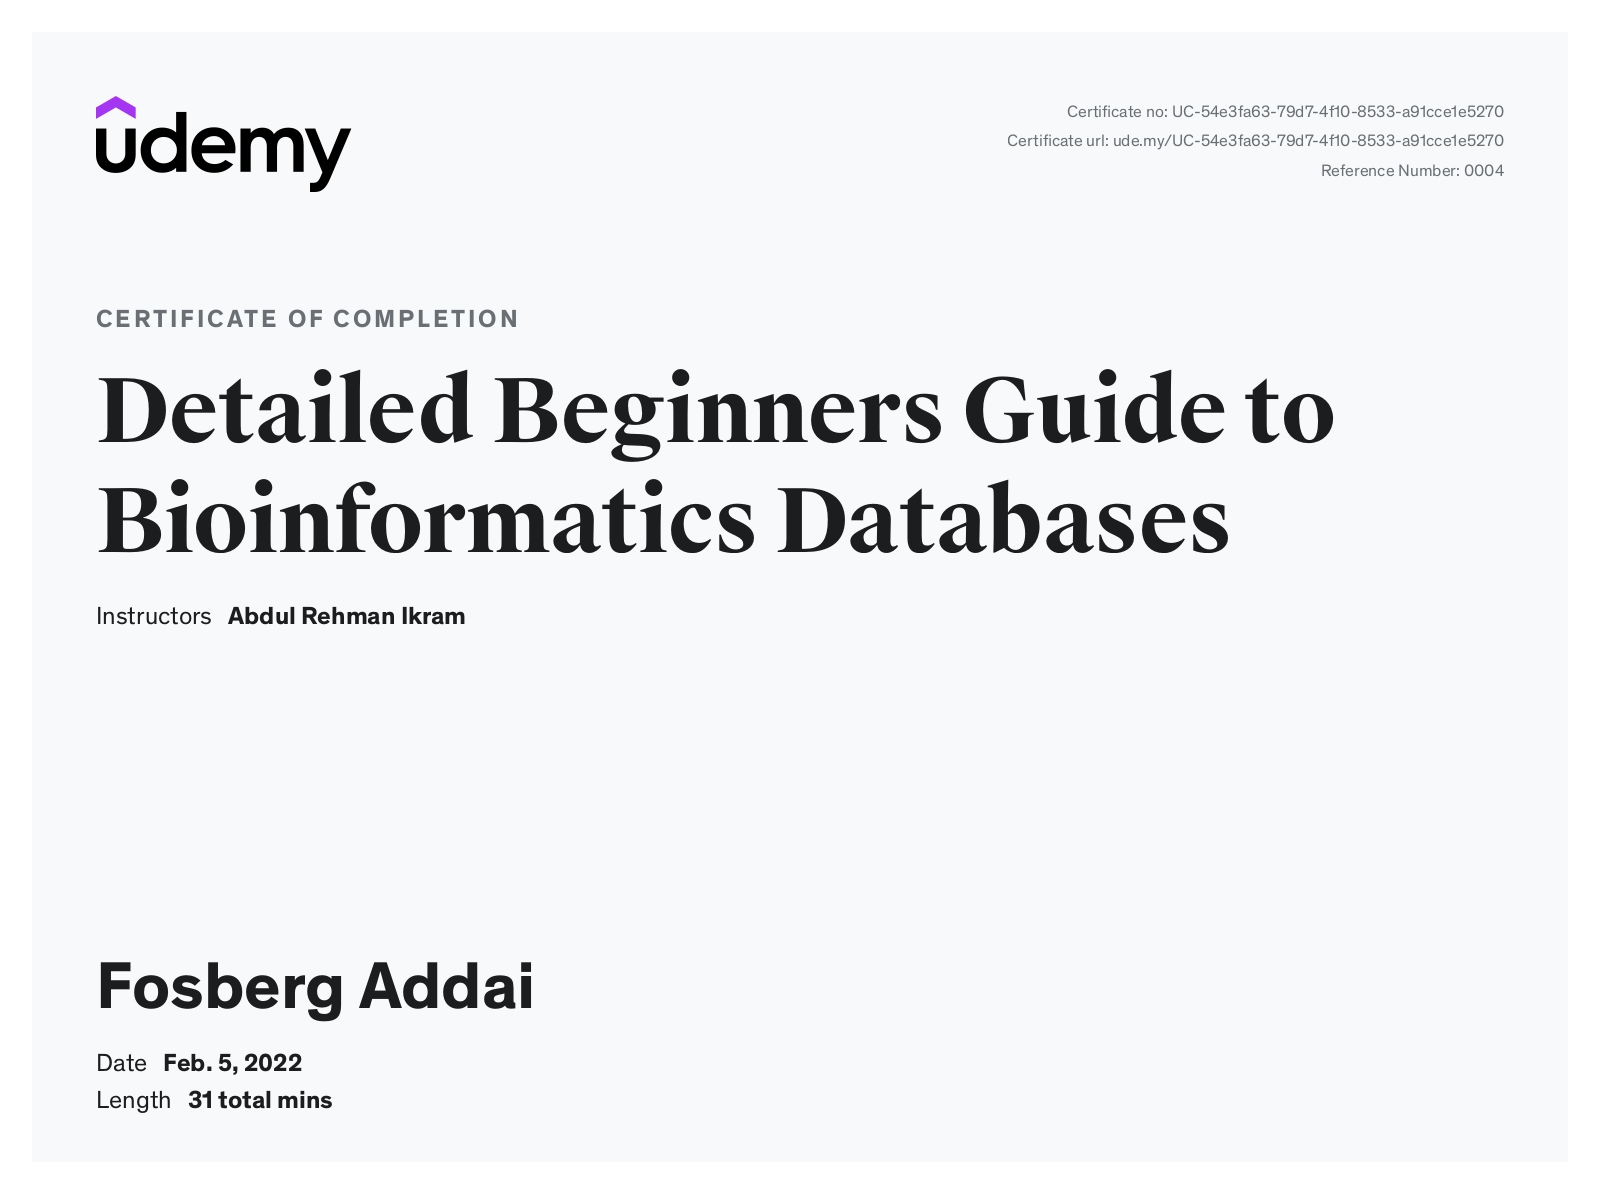 udemy
Certificate no: UC-54e3fa63-79d7-4f10-8533-a91cce1e5270
Certificate url: ude.my/UC-54e3fa63-79d7-4f10-8533-a91cce1e5270
Reference Number: 0004
CERTIFICATE OF COMPLETION
Detailed Beginners Guide to
Bioinformatics Databases
Instructors Abdul Rehman Ikram
Fosberg Addai
Date Feb. 5, 2022
Length 31 total mins